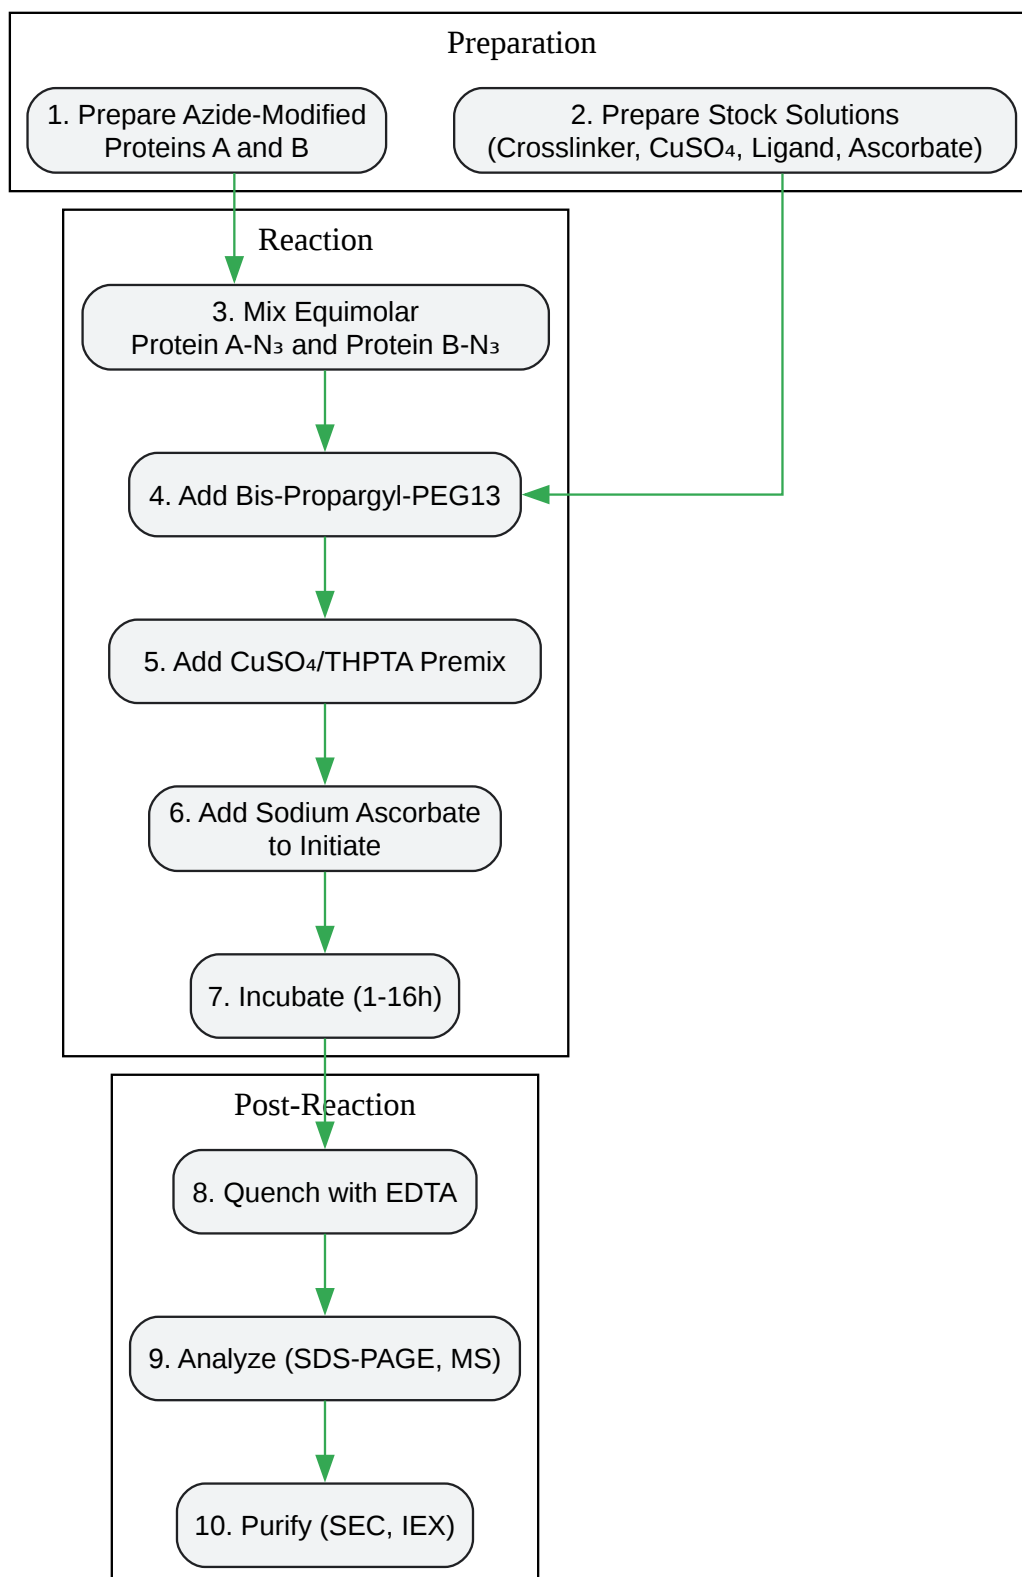 Preparation
1. Prepare Azide-Modified
Proteins A and B
2. Prepare Stock Solutions
(Crosslinker, CuSO₄, Ligand, Ascorbate)
Reaction
3. Mix Equimolar
Protein A-N₃ and Protein B-N₃
4. Add Bis-Propargyl-PEG13
5. Add CuSO₄/THPTA Premix
6. Add Sodium Ascorbate
to Initiate
7. Incubate (1-16h)
Post-Reaction
8. Quench with EDTA
9. Analyze (SDS-PAGE, MS)
10. Purify (SEC, IEX)